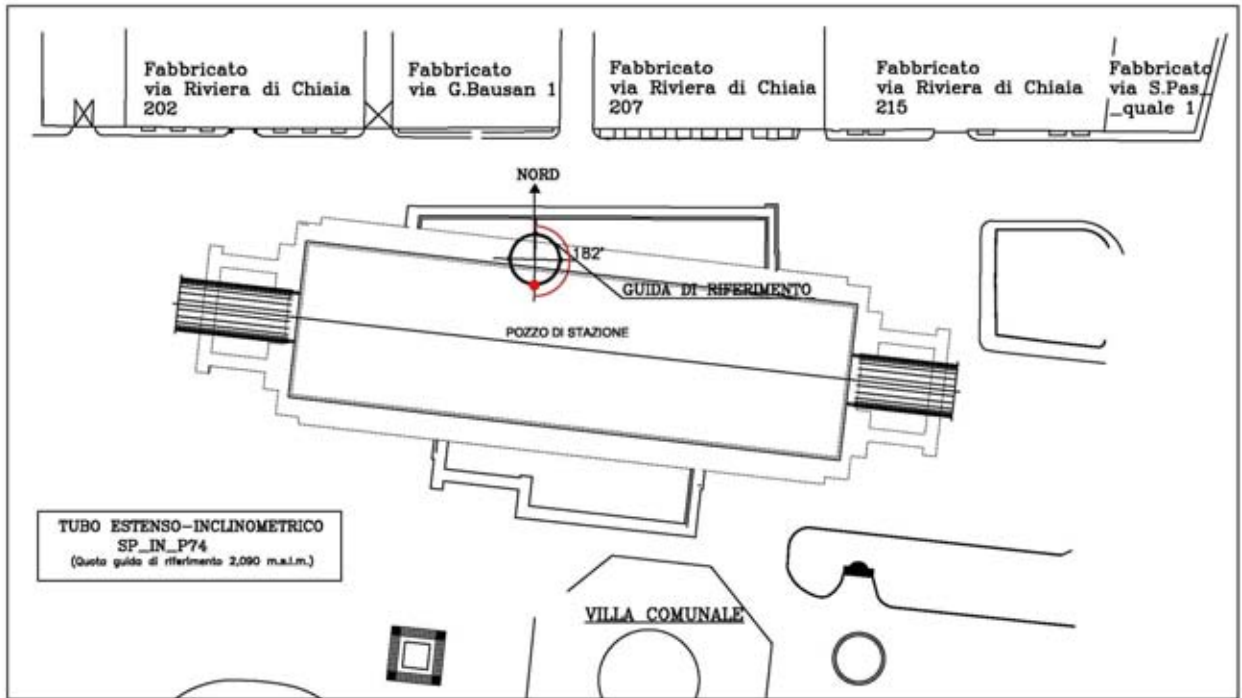 Fabbricato
via Riviera di Chiaia
202
Fabbricato
via G.Bausan 1
Fabbricato
via Riviera di Chiaia
207
Fabbricato
via Riviera di Chiaia
215
Fabbricato
via S.Pas_
_quale 1
NORD
182°
GUIDA DI RIFERIMENTO
POZZO DI STAZIONE
TUBO ESTENSO-INCLINOMETRICO
SP_IN_P74
(Quota guida di riferimento 2,090 m.s.l.m.)
VILLA COMUNALE